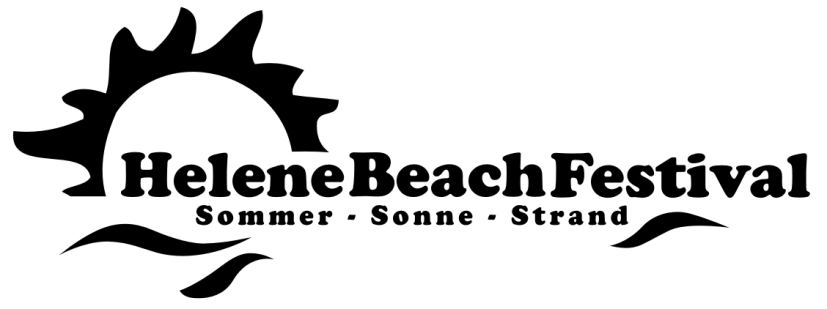 HeleneBeachFestival
Sommer - Sonne - Strand